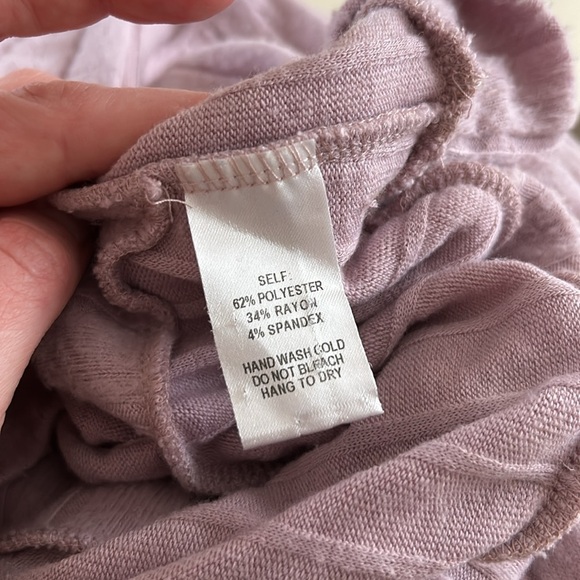 SELF:
62% POLYESTER
34% RAYON
4% SPANDEX
HAND WASH COLD
DO NOT BLEACH
HANG TO DRY